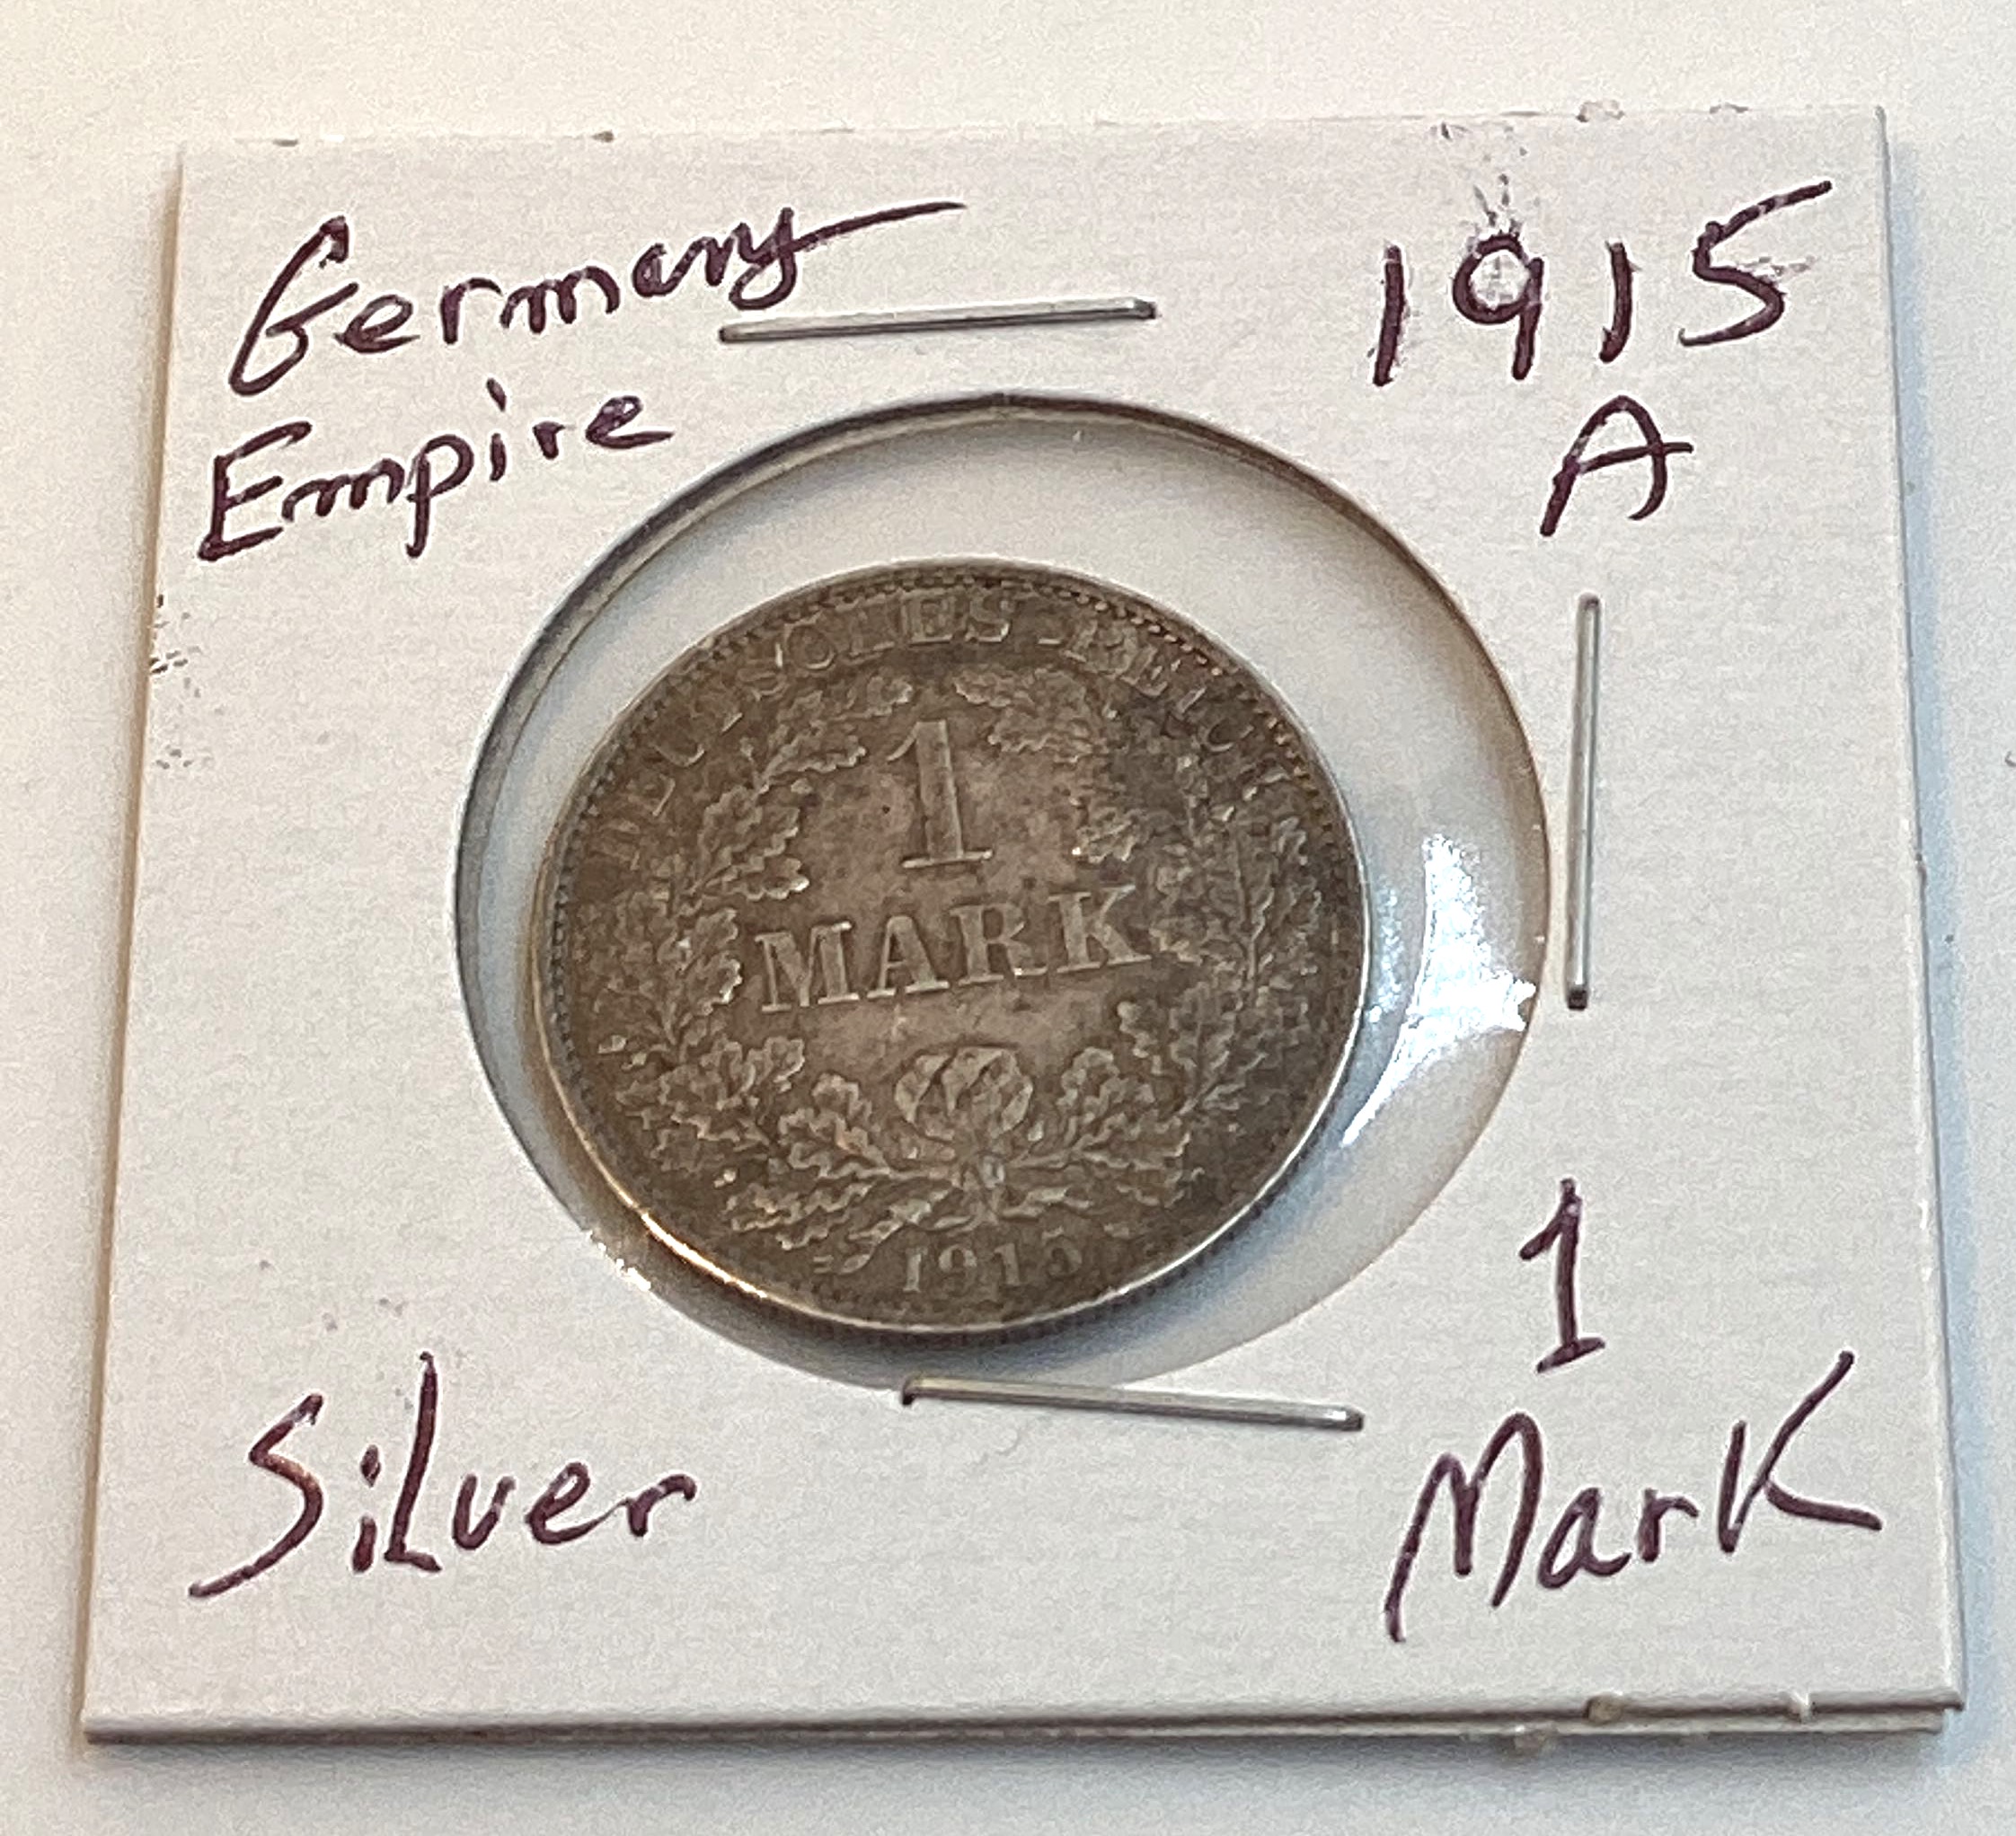 Germany
Empire
1915
A
DEUTSCHES REICH
1
MARK
1915
Silver
1
Mark